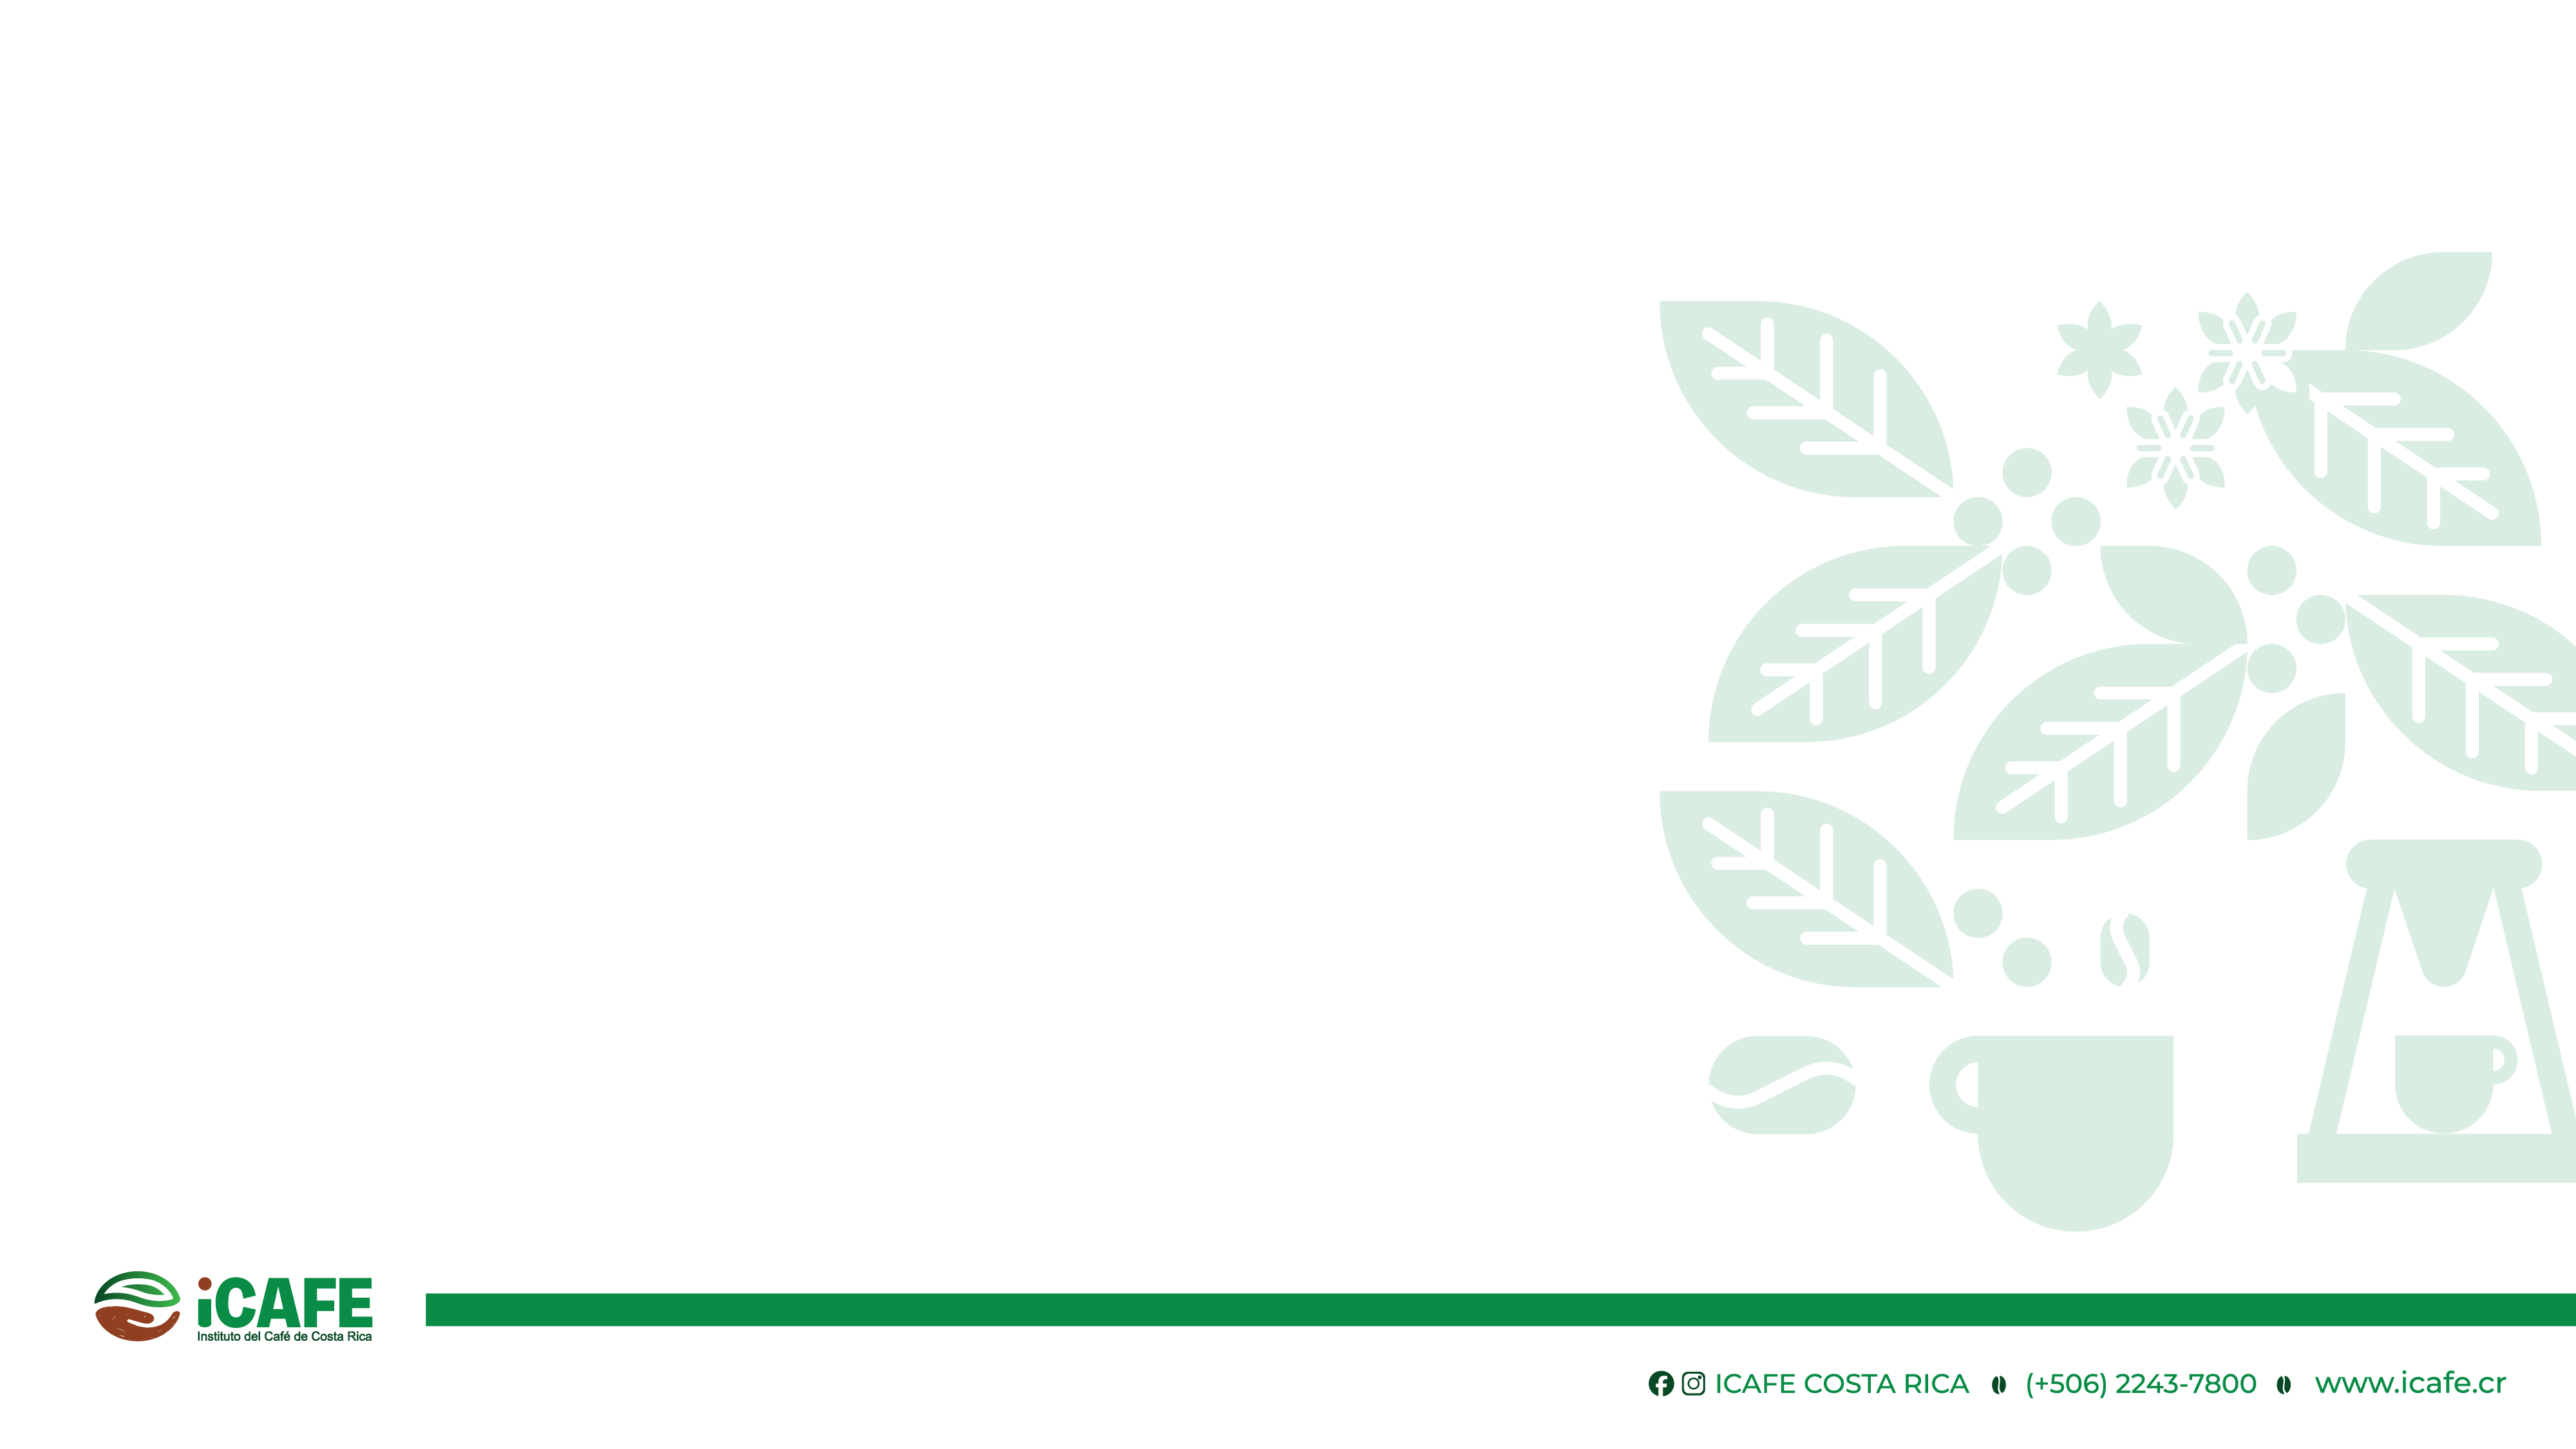 iCAFE
Instituto del Café de Costa Rica
ICAFE COSTA RICA (+506) 2243-7800 www.icafe.cr